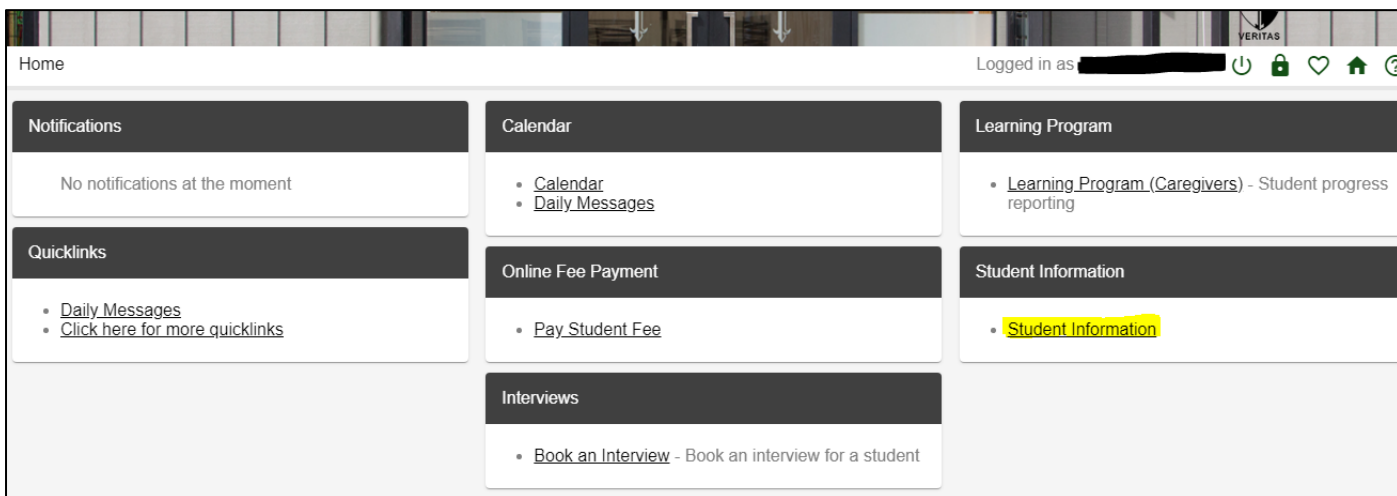 VERITAS
Home
Logged in as
Notifications
No notifications at the moment
Quicklinks
Daily Messages
Click here for more quicklinks
Calendar
Calendar
Daily Messages
Online Fee Payment
Pay Student Fee
Interviews
Book an Interview - Book an interview for a student
Learning Program
Learning Program (Caregivers) - Student progress
reporting
Student Information
Student Information